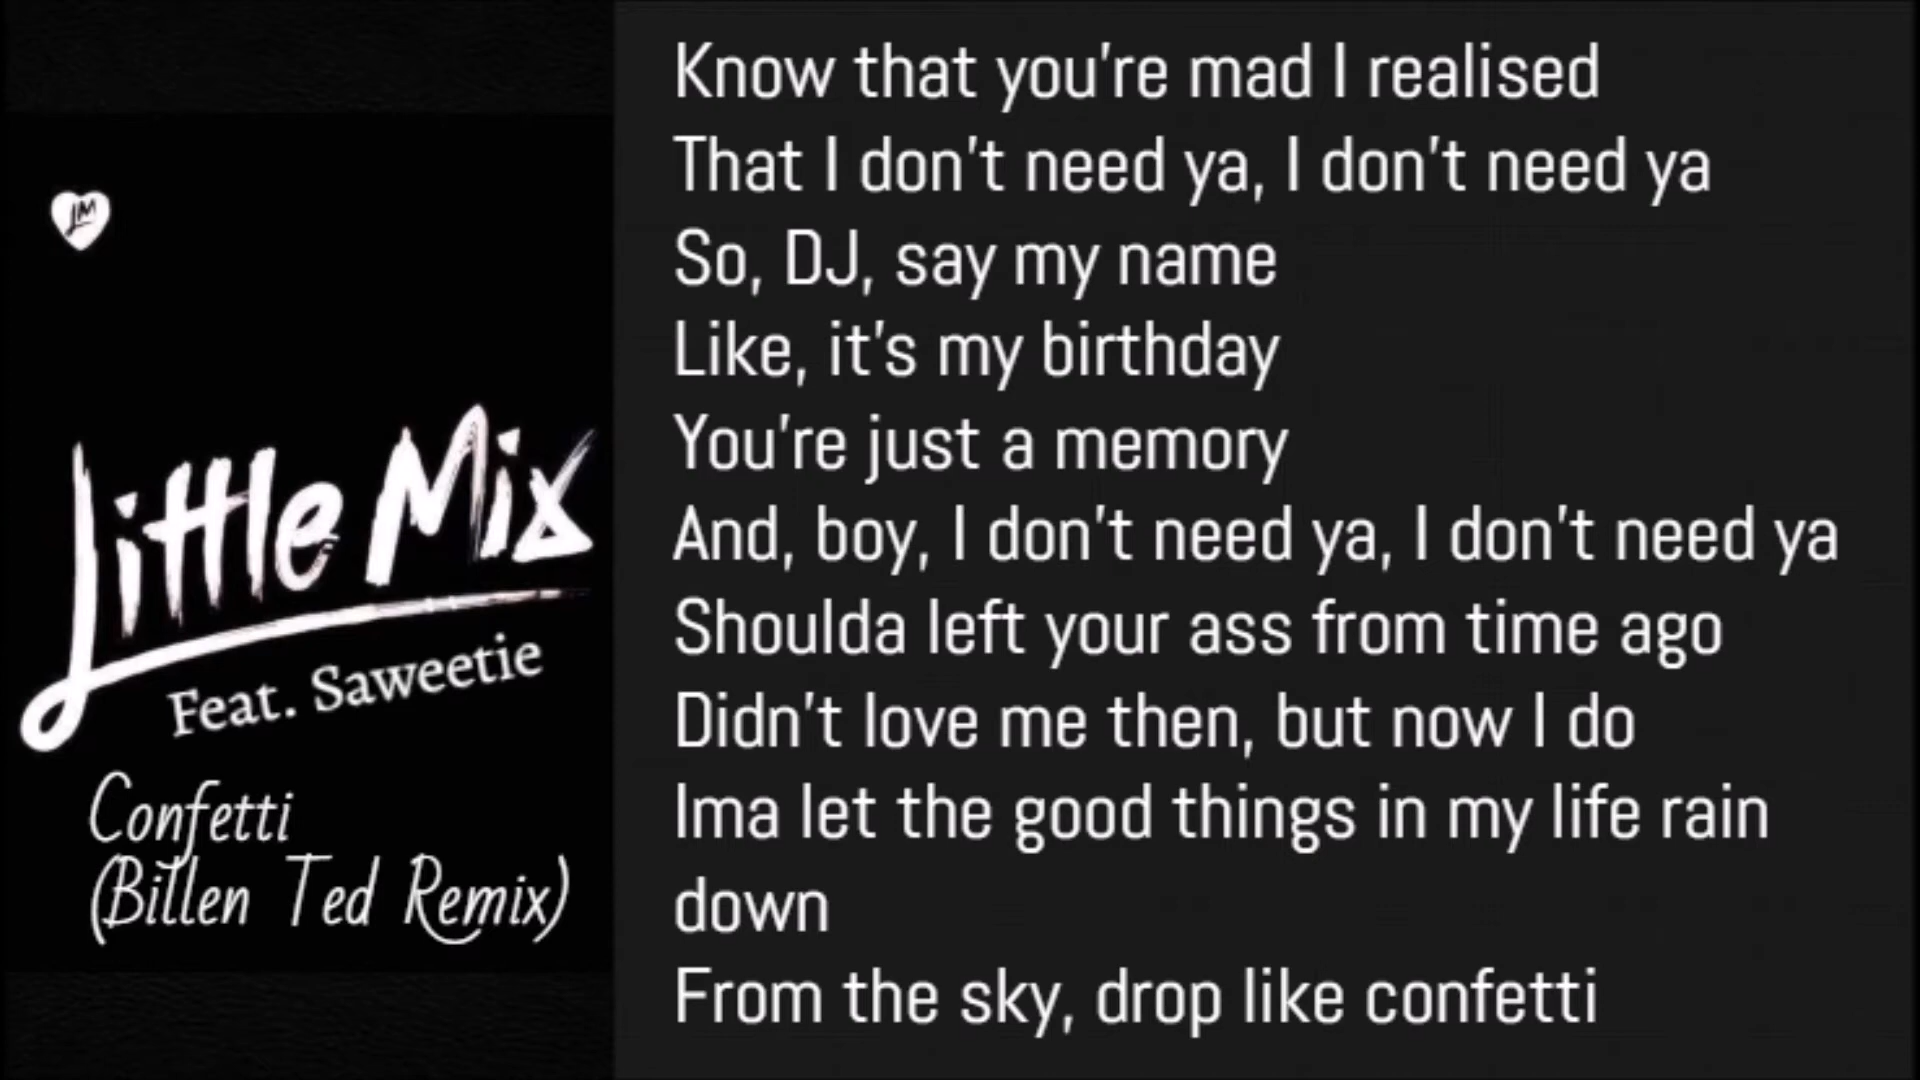 LM
Little Mix
Feat. Saweetie
Confetti
(Billen Ted Remix)
Know that you're mad I realised
That I don't need ya, I don't need ya
So, DJ, say my name
Like, it's my birthday
You're just a memory
And, boy, I don't need ya, I don't need ya
Shoulda left your ass from time ago
Didn't love me then, but now I do
Ima let the good things in my life rain
down
From the sky, drop like confetti